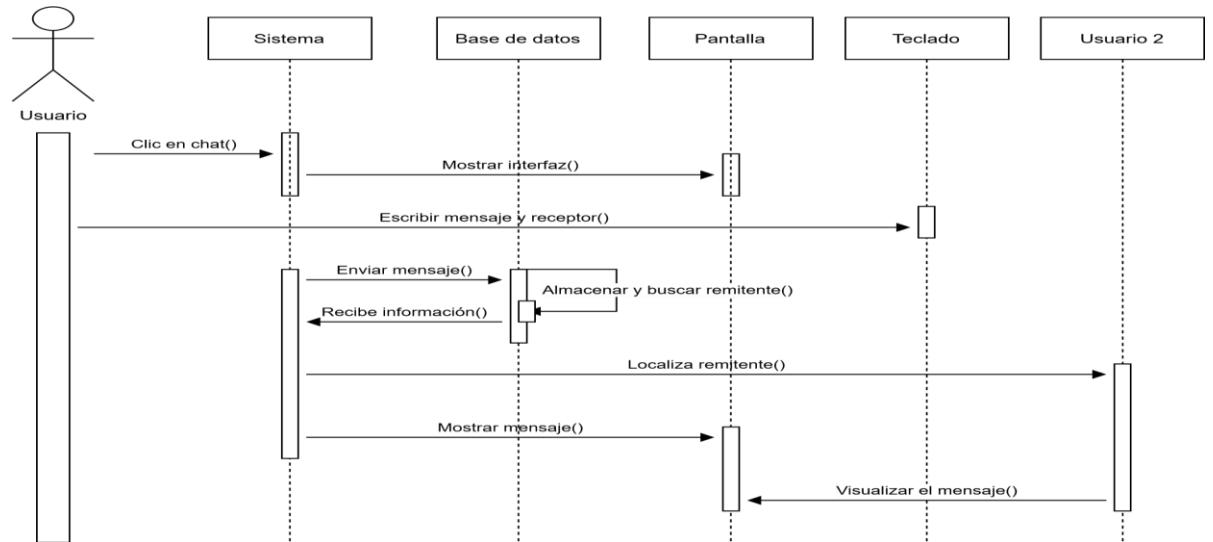 Sistema
Base de datos
Pantalla
Teclado
Usuario 2
Usuario
Clic en chat()
Mostrar interfaz()
Escribir mensaje y receptor()
Enviar mensaje()
Almacenar y buscar remitente()
Recibe información()
Localiza remitente()
Mostrar mensaje()
Visualizar el mensaje()